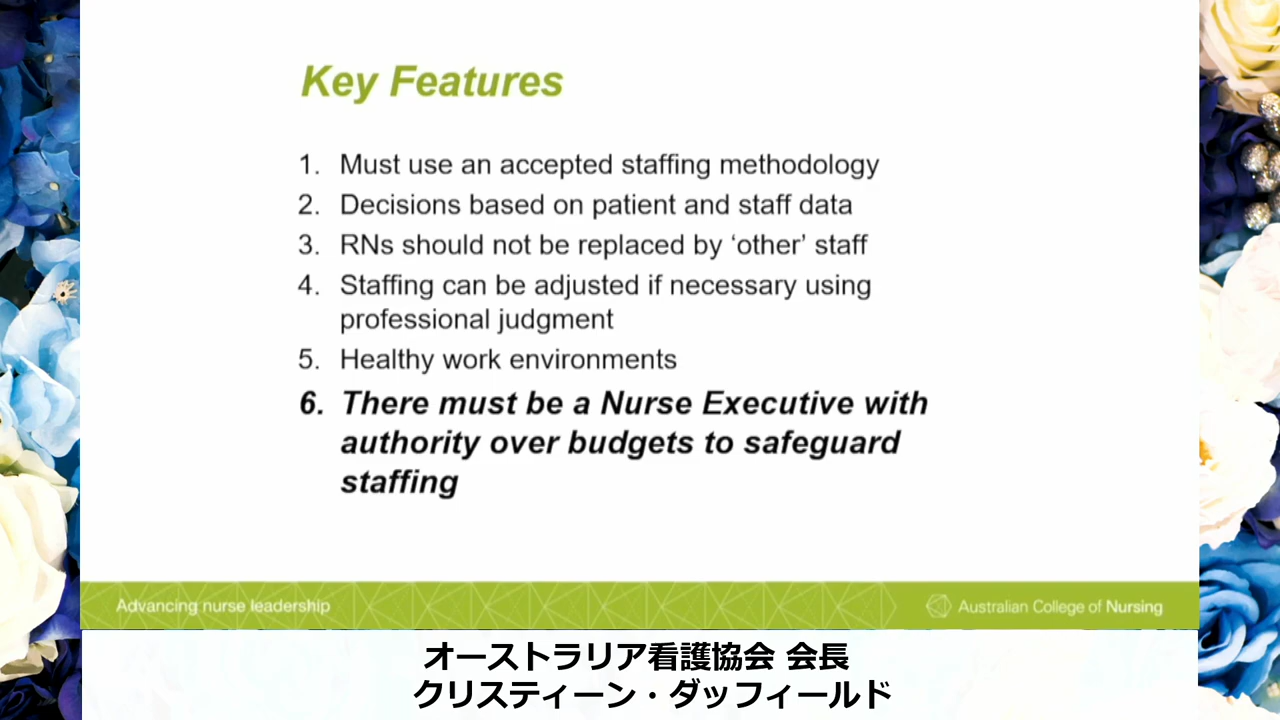 Key Features
1. Must use an accepted staffing methodology
2. Decisions based on patient and staff data
3. RNs should not be replaced by ‘other’ staff
4. Staffing can be adjusted if necessary using
professional judgment
5. Healthy work environments
6. There must be a Nurse Executive with
authority over budgets to safeguard
staffing
Advancing nurse leadership
Australian College of Nursing
オーストラリア看護協会 会長
クリスティーン・ダッフィールド